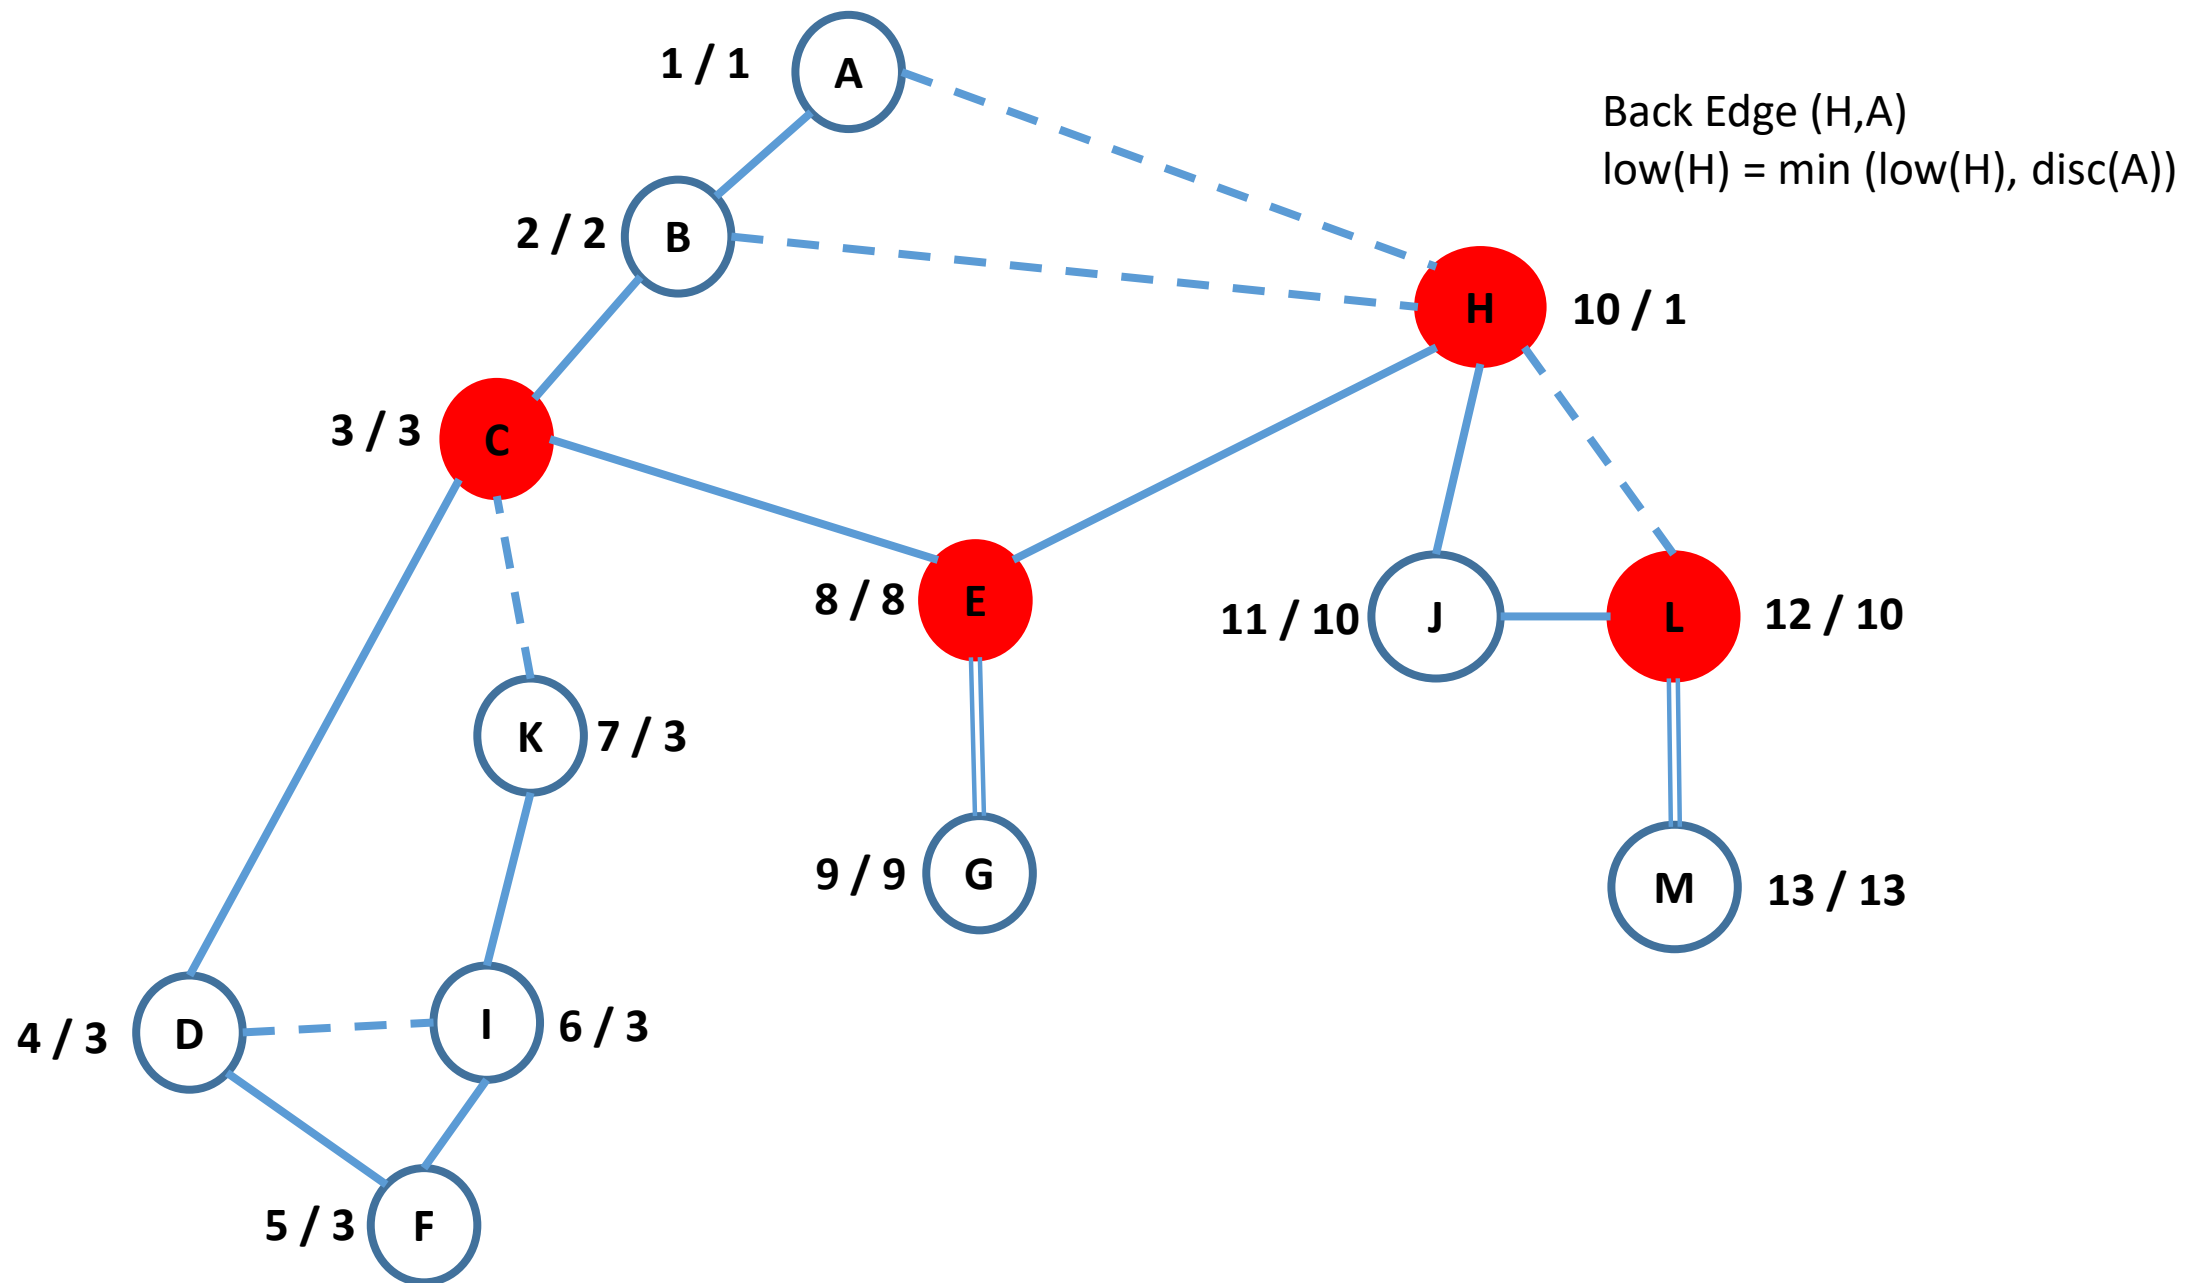 1 / 1
A
Back Edge (H,A)
low(H) = min (low(H), disc(A))
2 / 2
B
H
10 / 1
3 / 3
C
8 / 8
E
11 / 10
J
L
12 / 10
K
7 / 3
9 / 9
G
M
13 / 13
4 / 3
D
I
6 / 3
5 / 3
F